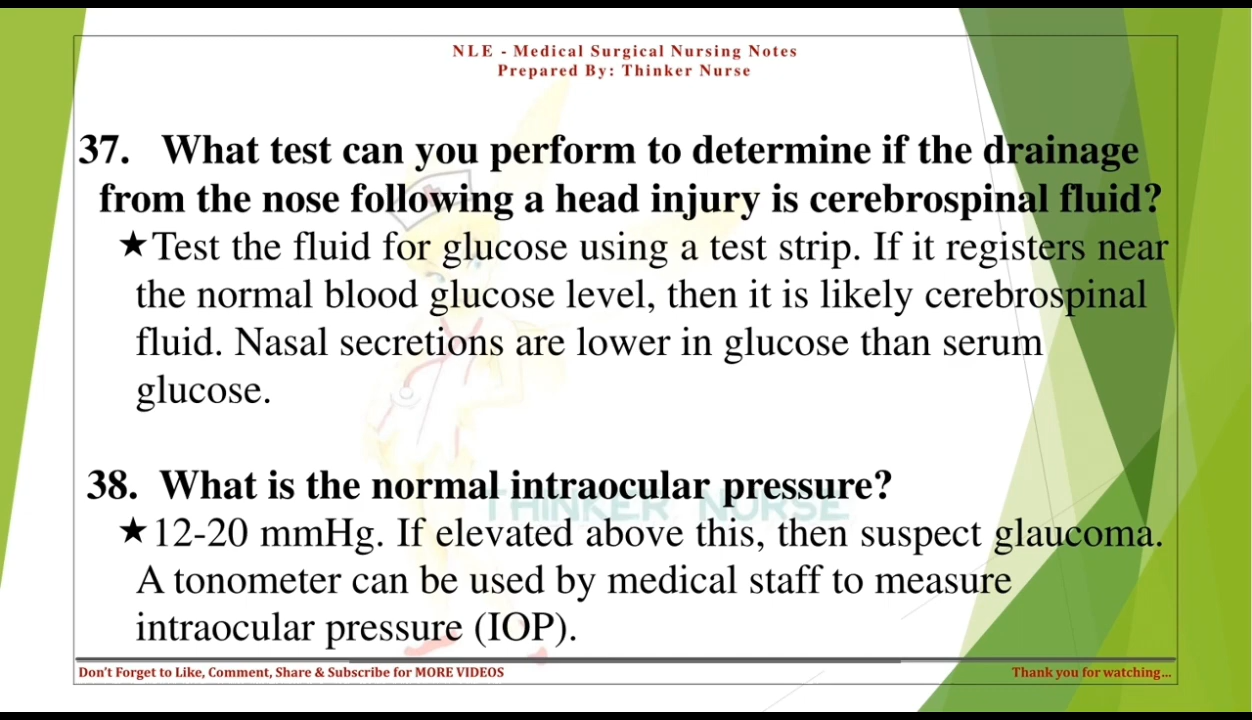 NLE - Medical Surgical Nursing Notes
Prepared By: Thinker Nurse
37. What test can you perform to determine if the drainage
from the nose following a head injury is cerebrospinal fluid?
★Test the fluid for glucose using a test strip. If it registers near
the normal blood glucose level, then it is likely cerebrospinal
fluid. Nasal secretions are lower in glucose than serum
glucose.
38. What is the normal intraocular pressure?
THINKER NURSE
★12-20 mmHg. If elevated above this, then suspect glaucoma.
A tonometer can be used by medical staff to measure
intraocular pressure (IOP).
Don't Forget to Like, Comment, Share & Subscribe for MORE VIDEOS
Thank you for watching...